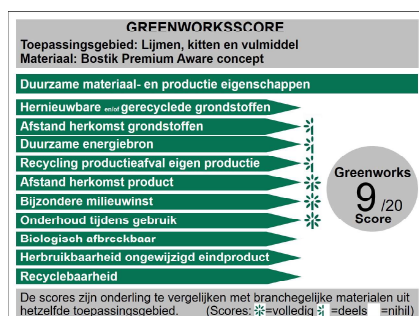 GREENWORKSSCORE
Toepassingsgebied: Lijmen, kitten en vulmiddel
Materiaal: Bostik Premium Aware concept
Duurzame materiaal- en productie eigenschappen
Hernieuwbare en/of gerecyclede grondstoffen
Afstand herkomst grondstoffen
Duurzame energiebron
Recycling productieafval eigen productie
Afstand herkomst product
Bijzondere milieuwinst
Onderhoud tijdens gebruik
Biologisch afbreekbaar
Herbruikbaarheid ongewijzigd eindproduct
Recyclebaarheid
Greenworks
9 /20
Score
De scores zijn onderling te vergelijken met branchegelijke materialen uit
hetzelfde toepassingsgebied. (Scores: =volledig =deels =nihil)